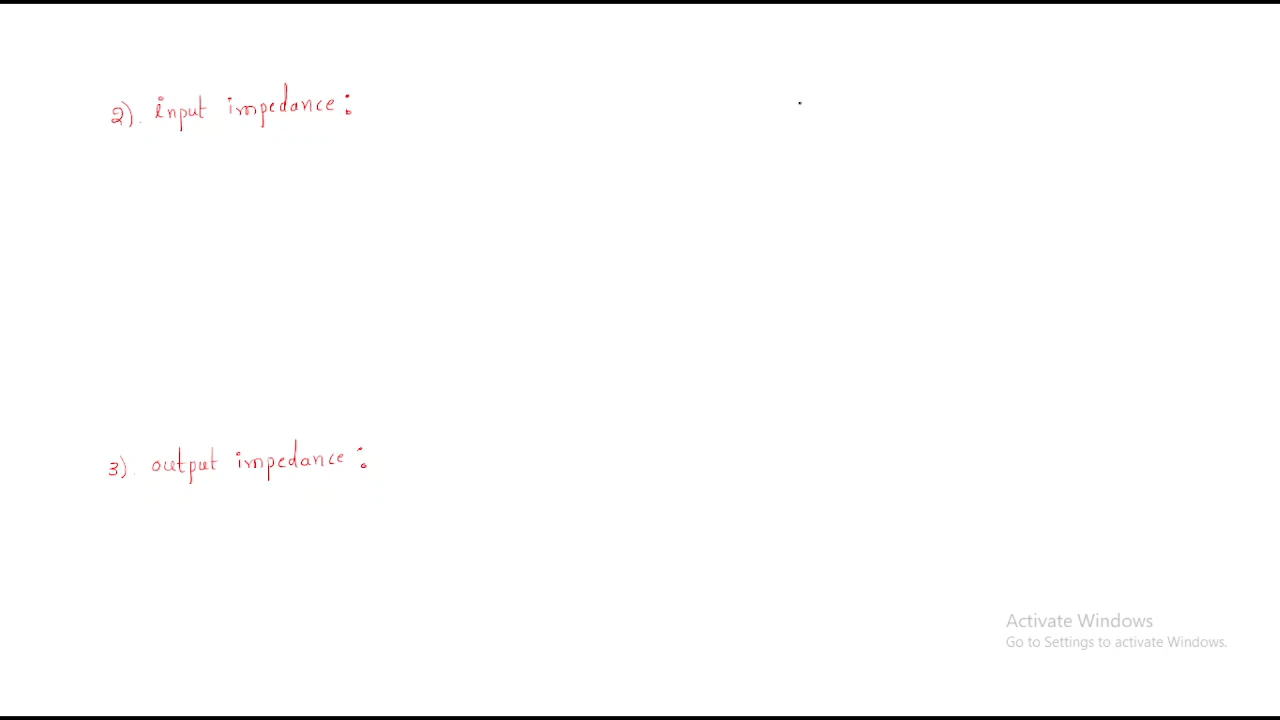 2). input impedance:
3). output impedance:
Activate Windows
Go to Settings to activate Windows.